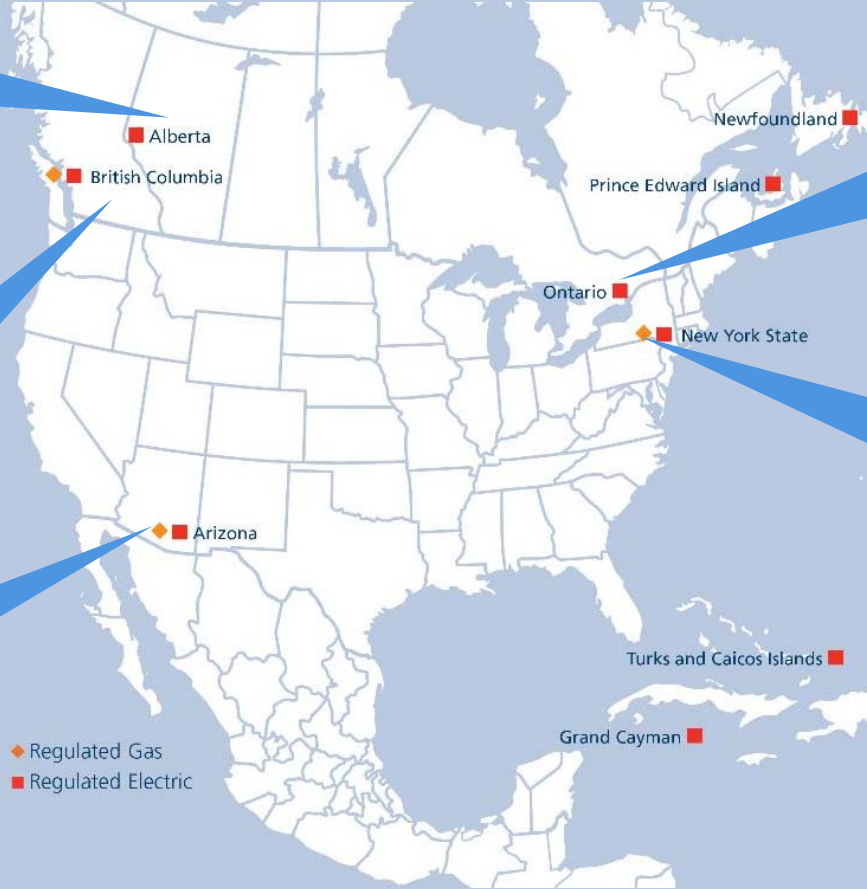 Newfoundland
Alberta
British Columbia
Prince Edward Island
Ontario
New York State
Arizona
Turks and Caicos Islands
Grand Cayman
Regulated Gas
Regulated Electric